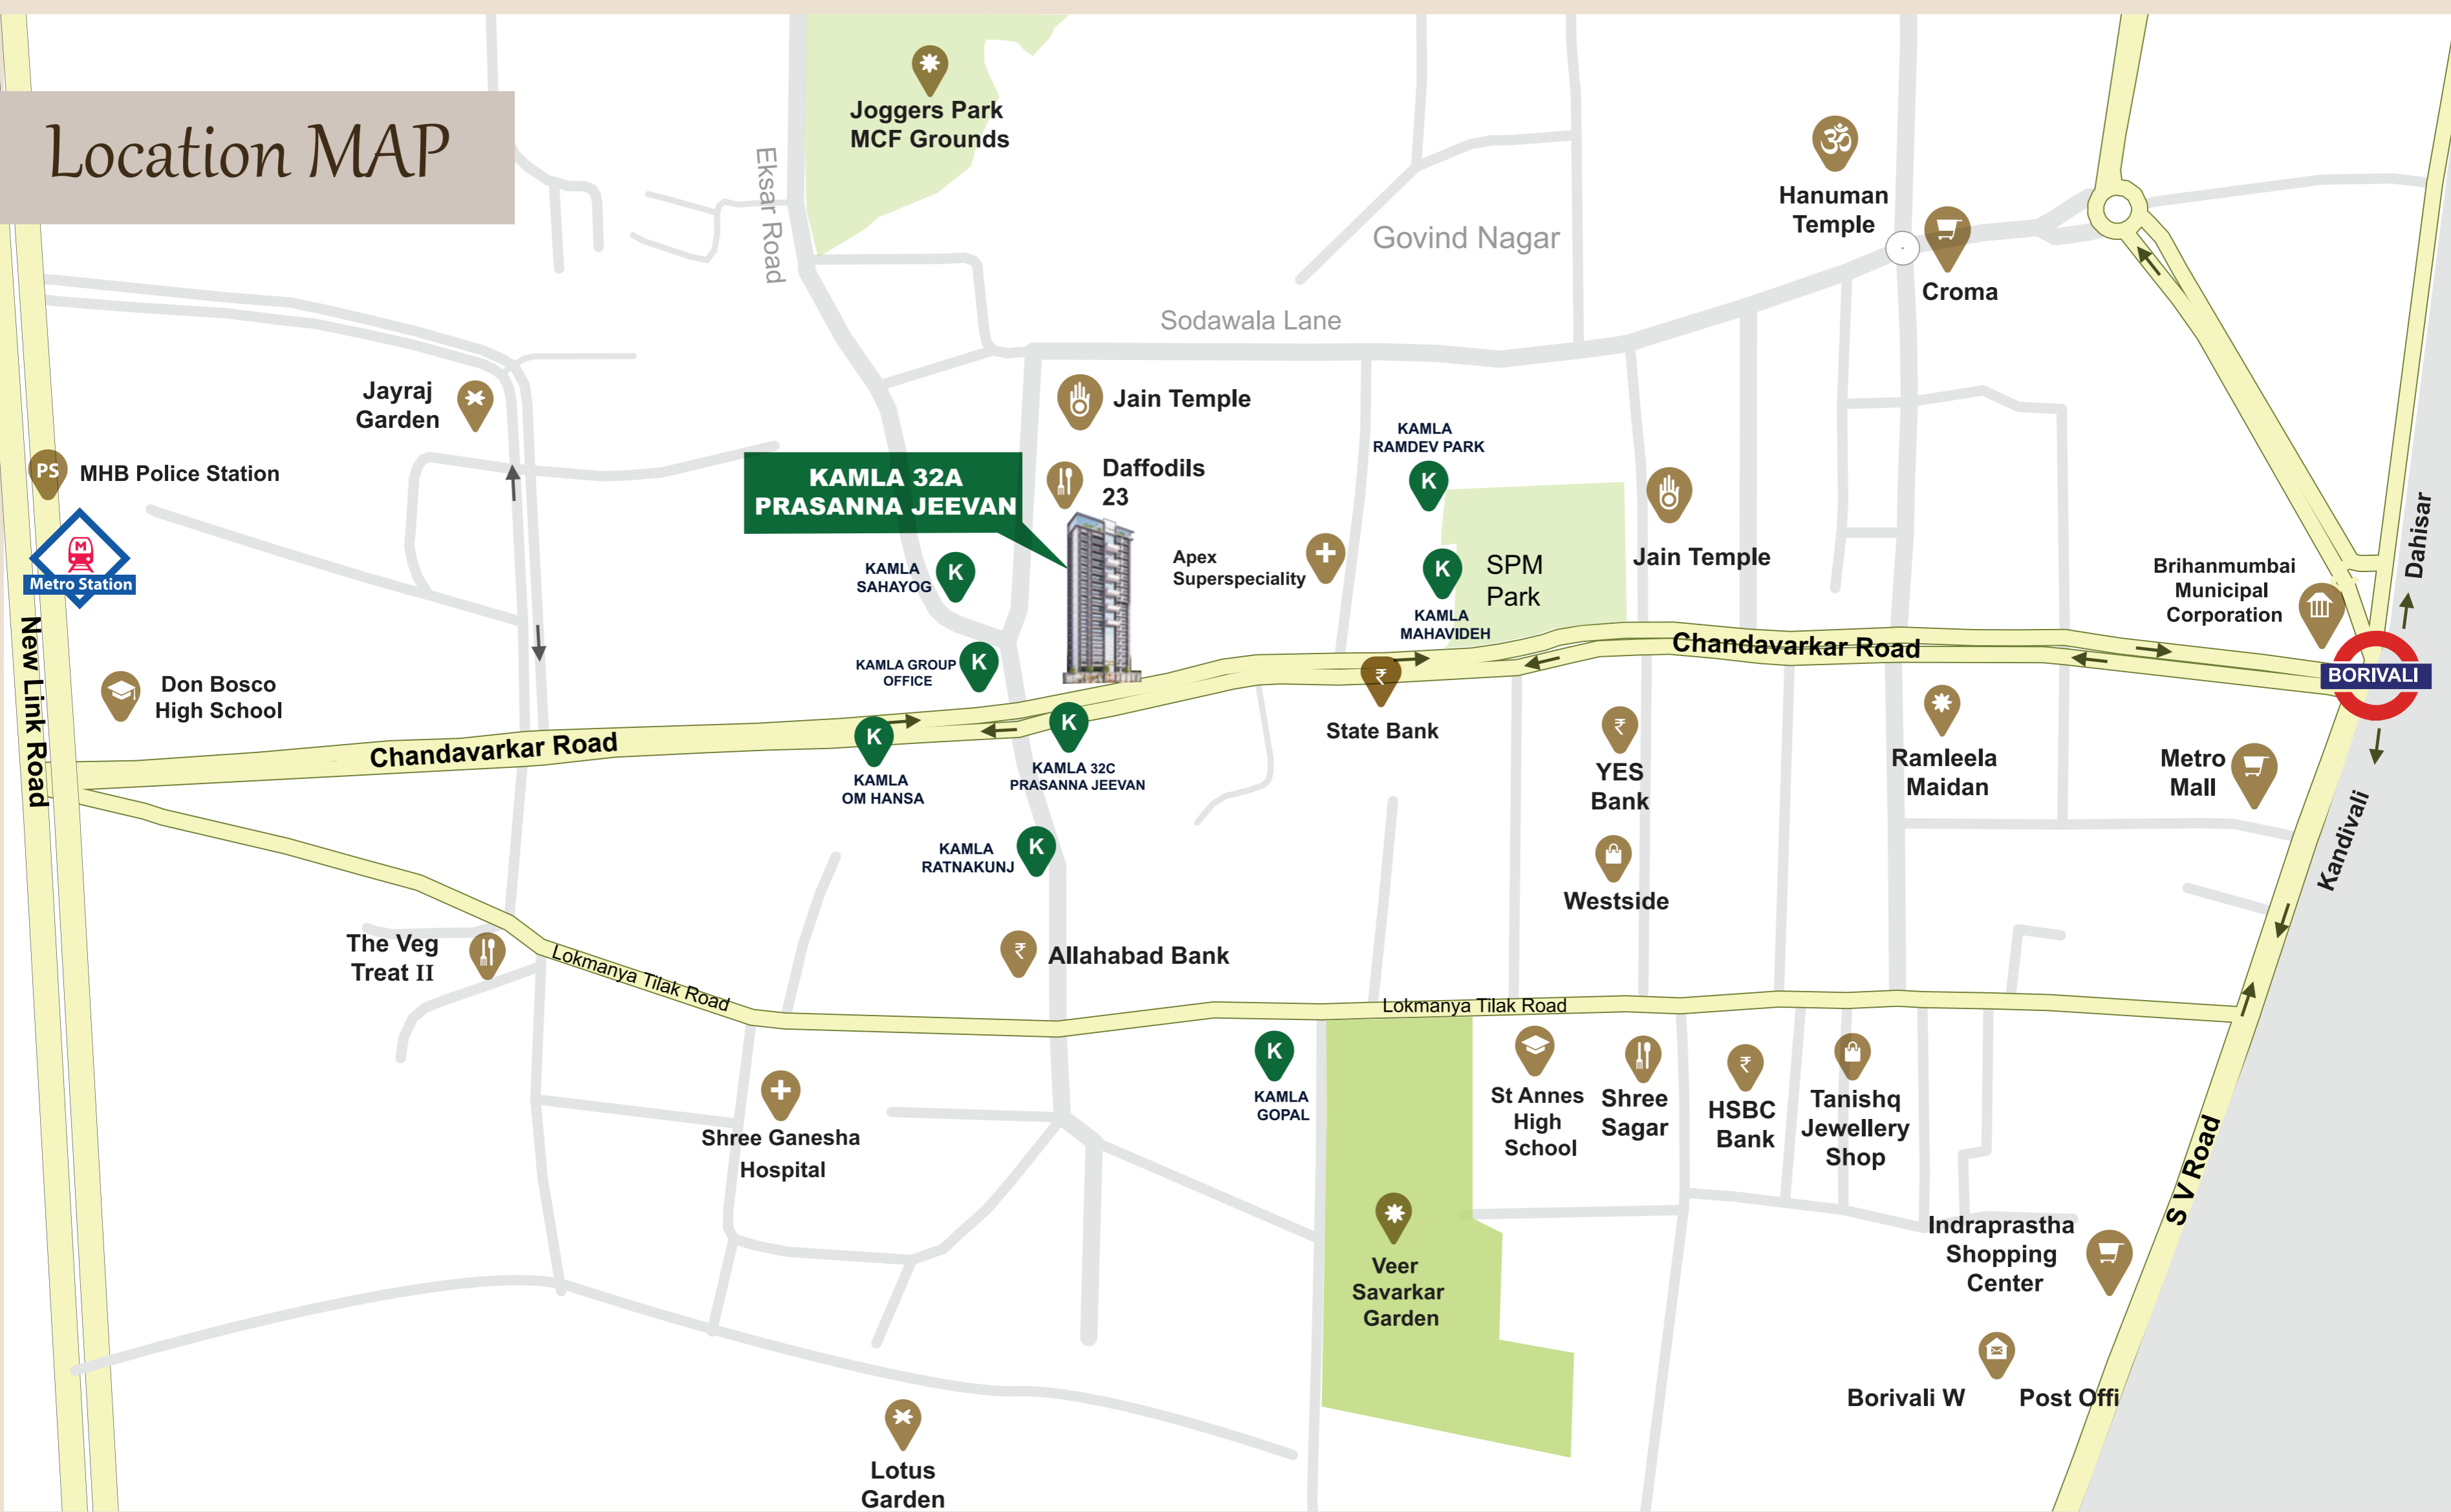 Location MAP
Joggers Park
MCF Grounds
Eksar Road
Hanuman
Temple
Govind Nagar
Croma
Sodawala Lane
Jayraj
Garden
Jain Temple
PS
MHB Police Station
KAMLA 32A
PRASANNA JEEVAN
Daffodils
23
KAMLA
RAMDEV PARK
K
Jain Temple
M
Metro Station
KAMLA
SAHAYOG
K
Apex
Superspeciality
K
KAMLA
MAHAVIDEH
SPM
Park
Brihanmumbai
Municipal
Corporation
Dahisar
New Link Road
Don Bosco
High School
KAMLA GROUP
OFFICE
K
Chandavarkar Road
BORIVALI
₹
State Bank
Chandavarkar Road
K
KAMLA
OM HANSA
K
KAMLA 32C
PRASANNA JEEVAN
₹
YES
Bank
Ramleela
Maidan
Metro
Mall
Kandivali
KAMLA
RATNAKUNJ
K
Westside
The Veg
Treat II
Lokmanya Tilak Road
₹
Allahabad Bank
Lokmanya Tilak Road
K
KAMLA
GOPAL
Shree Ganesha
Hospital
St Annes
High
School
Shree
Sagar
₹
HSBC
Bank
Tanishq
Jewellery
Shop
S V Road
Veer
Savarkar
Garden
Indraprastha
Shopping
Center
Borivali W Post Offi
Lotus
Garden
ॐ